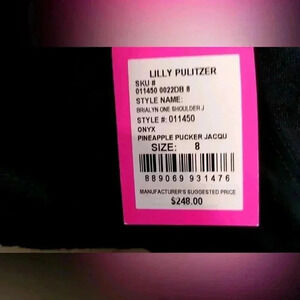 LILLY PULITZER
SKU #
011450 0022DB 8
STYLE NAME:
BRIALYN ONE SHOULDER J
STYLE #: 011450
ONYX
PINEAPPLE PUCKER JACQU
SIZE: 8
889069 931476
MANUFACTURER'S SUGGESTED PRICE
$248.00